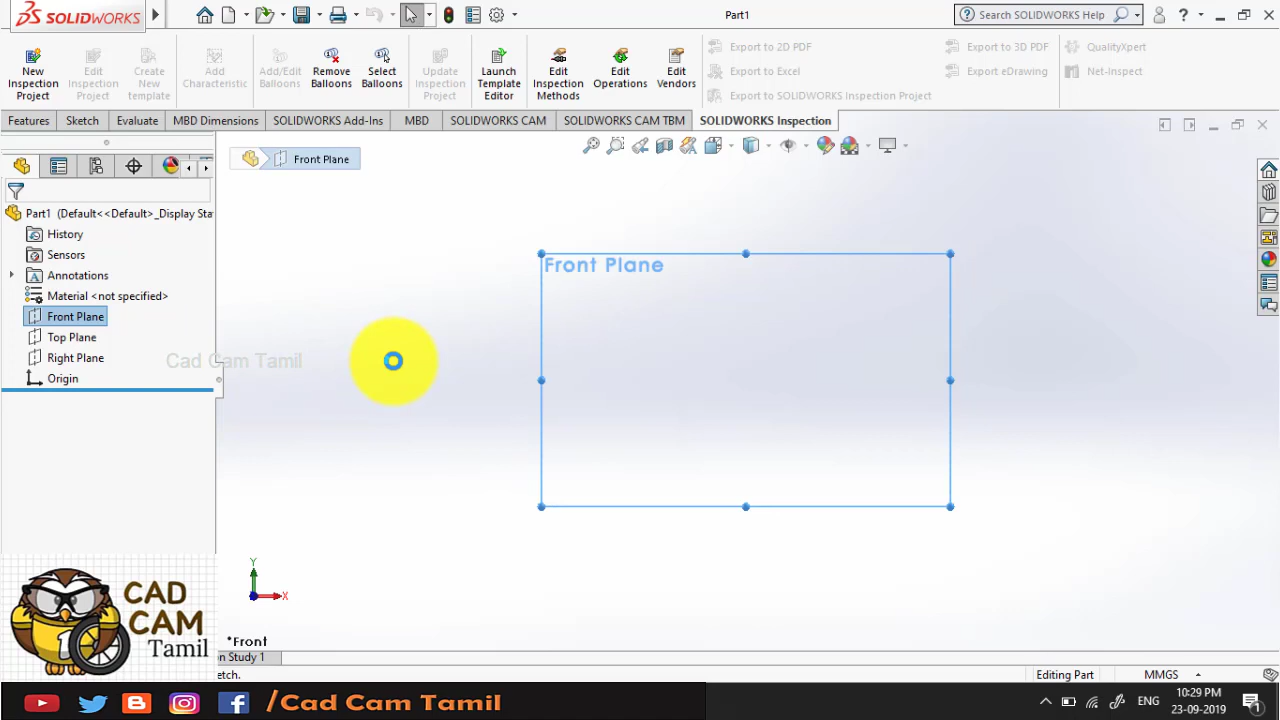 SOLIDWORKS
Part1
Search SOLIDWORKS Help
New Inspection Project
Edit Inspection Project
Create New template
Add Characteristic
Add/Edit Balloons
Remove Balloons
Select Balloons
Update Inspection Project
Launch Template Editor
Edit Inspection Methods
Edit Operations
Edit Vendors
Export to 2D PDF
Export to Excel
Export to SOLIDWORKS Inspection Project
Export to 3D PDF
Export eDrawing
QualityXpert
Net-Inspect
Features
Sketch
Evaluate
MBD Dimensions
SOLIDWORKS Add-Ins
MBD
SOLIDWORKS CAM
SOLIDWORKS CAM TBM
SOLIDWORKS Inspection
Front Plane
Part1 (Default<<Default>_Display Sta
History
Sensors
Annotations
Material <not specified>
Front Plane
Top Plane
Right Plane
Origin
Front Plane
Cad Cam Tamil
Y
X
*Front
n Study 1
etch.
Editing Part
MMGS
CAD
CAM
Tamil
/Cad Cam Tamil
ENG
10:29 PM
23-09-2019
1